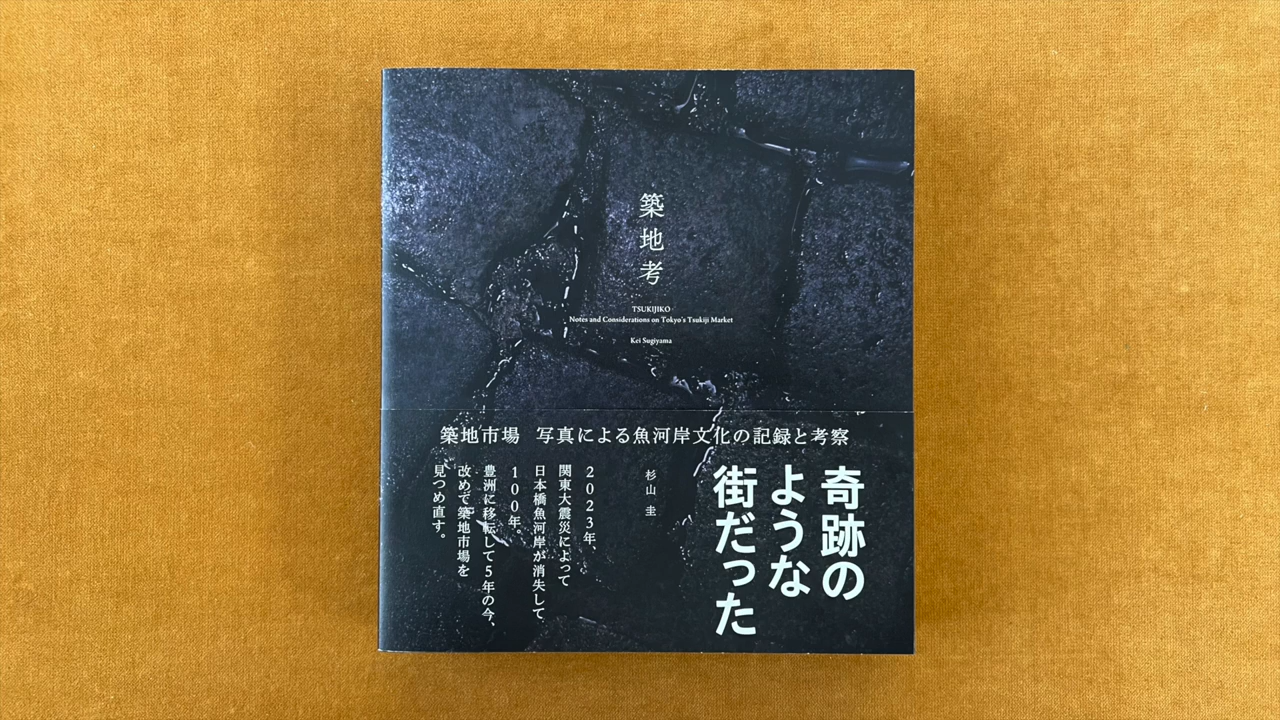 築地考
TSUKIJIKO
Notes and Considerations on Tokyo's Tsukiji Market
Kei Sugiyama
築地市場 写真による魚河岸文化の記録と考察
奇跡の
ような
街だった
杉山 圭
2023年、
関東大震災によって
日本橋魚河岸が消失して
100年。
豊洲に移転して5年の今、
改めて築地市場を
見つめ直す。